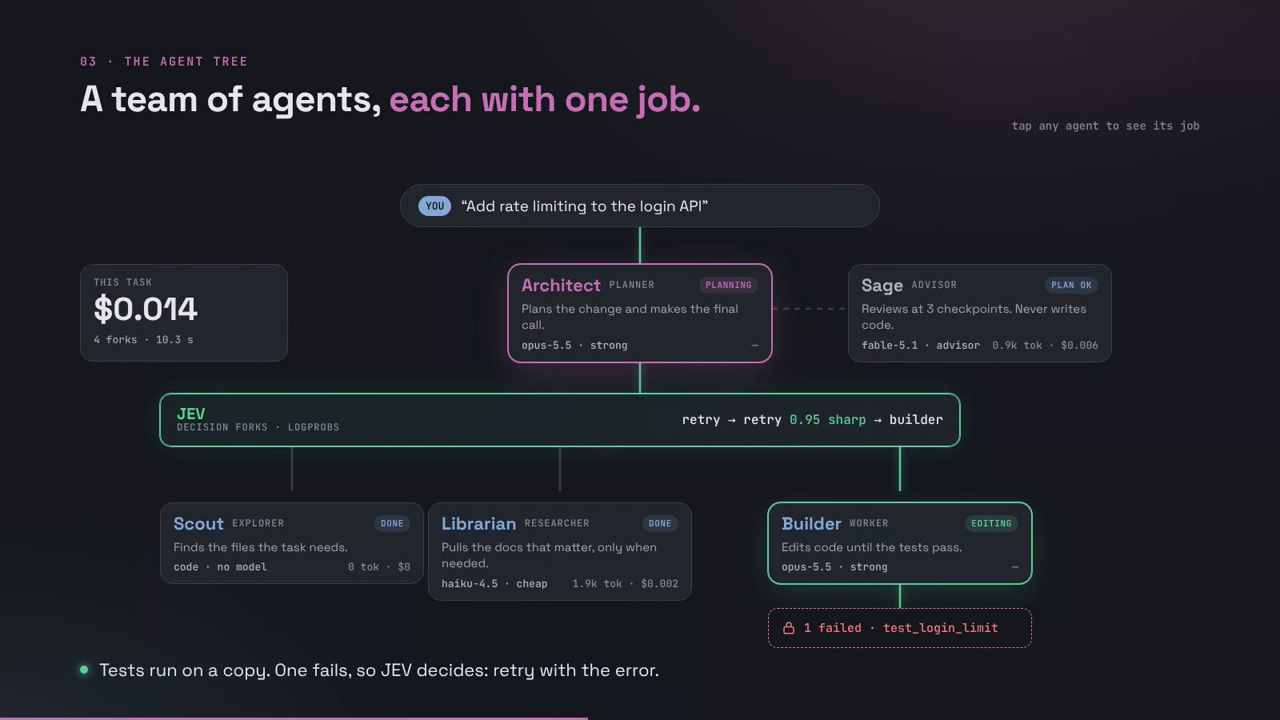 03 · THE AGENT TREE
A team of agents, each with one job.
tap any agent to see its job
YOU “Add rate limiting to the login API”
THIS TASK
$0.014
4 forks · 10.3 s
Architect PLANNER PLANNING
Plans the change and makes the final
call.
opus-5.5 · strong —
Sage ADVISOR PLAN OK
Reviews at 3 checkpoints. Never writes
code.
fable-5.1 · advisor 0.9k tok · $0.006
JEV
DECISION FORKS · LOGPROBS
retry → retry 0.95 sharp → builder
Scout EXPLORER DONE
Finds the files the task needs.
code · no model 0 tok · $0
Librarian RESEARCHER DONE
Pulls the docs that matter, only when
needed.
haiku-4.5 · cheap 1.9k tok · $0.002
Builder WORKER EDITING
Edits code until the tests pass.
opus-5.5 · strong —
1 failed · test_login_limit
Tests run on a copy. One fails, so JEV decides: retry with the error.